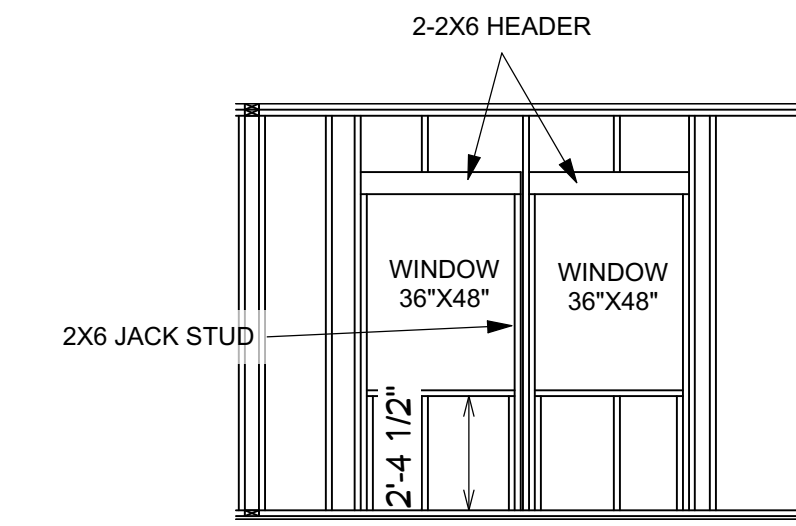 2-2X6 HEADER
WINDOW
36"X48"
WINDOW
36"X48"
2X6 JACK STUD
2'-4 1/2"